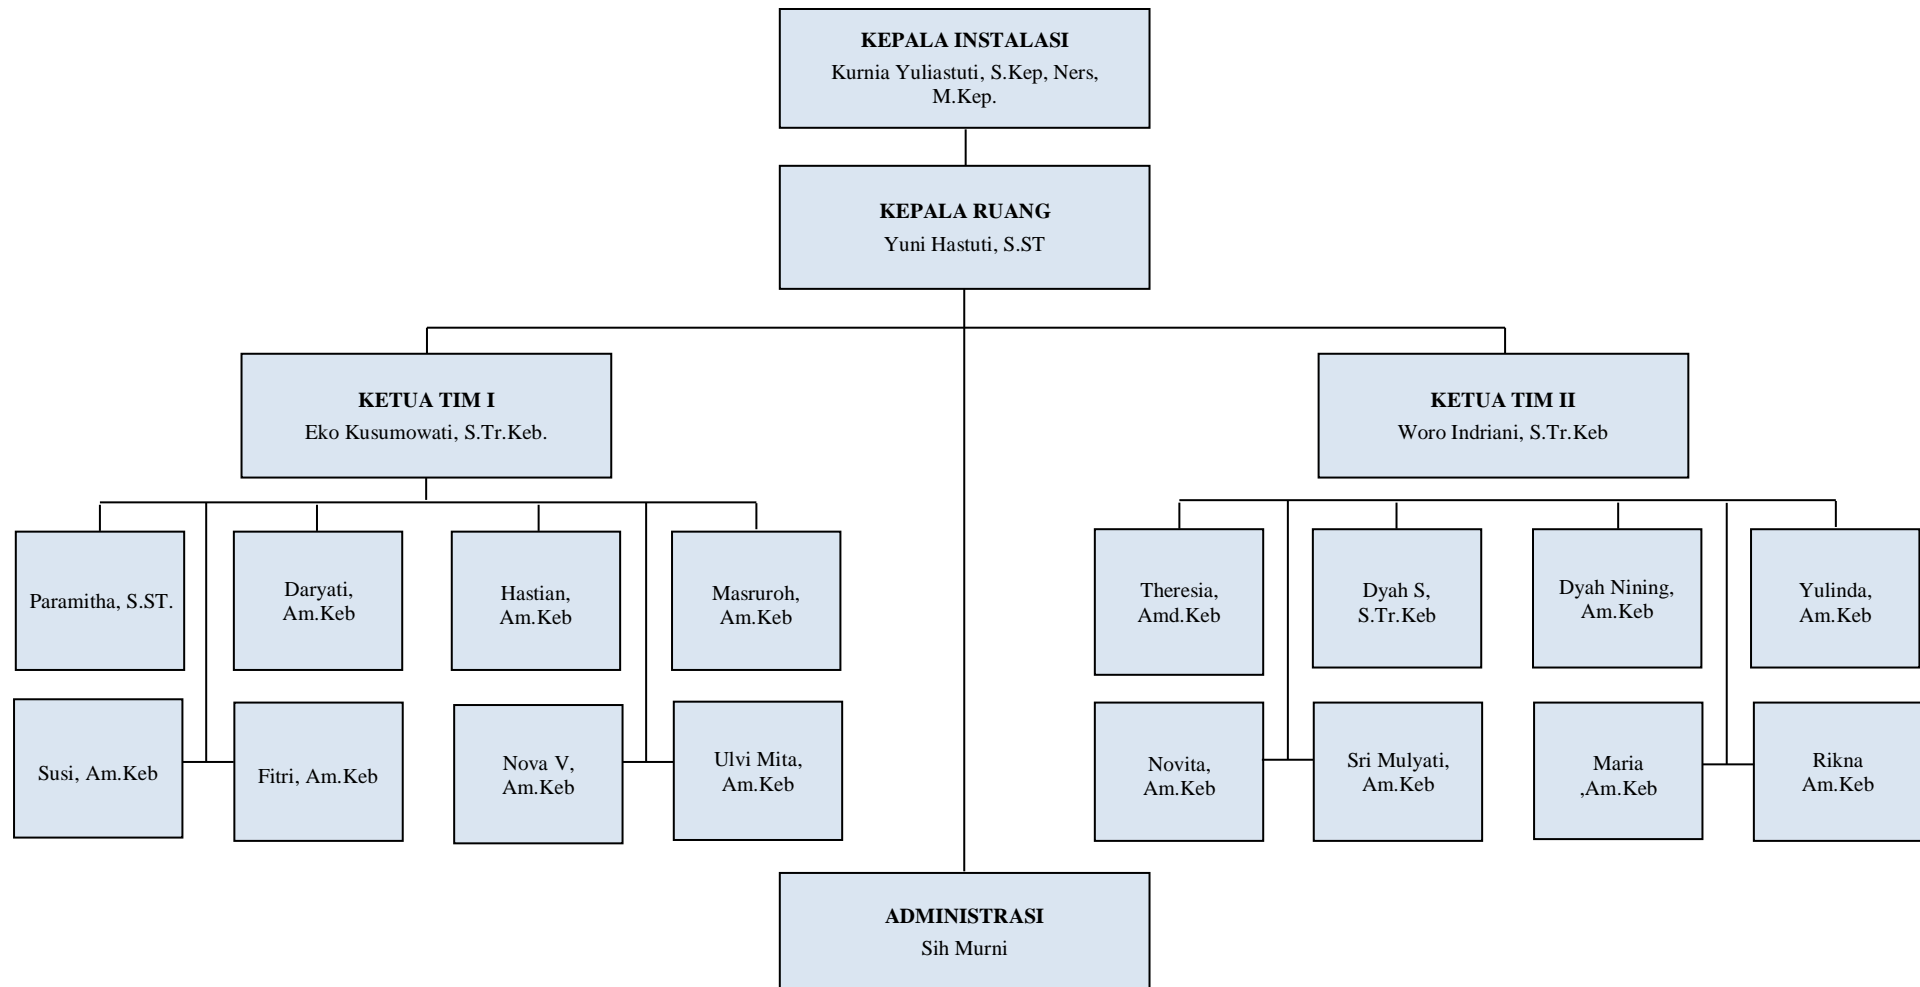 KEPALA INSTALASI
Kurnia Yuliastuti, S.Kep, Ners,
M.Kep.
KEPALA RUANG
Yuni Hastuti, S.ST
KETUA TIM I
Eko Kusumowati, S.Tr.Keb.
KETUA TIM II
Woro Indriani, S.Tr.Keb
Paramitha, S.ST.
Daryati,
Am.Keb
Hastian,
Am.Keb
Masruroh,
Am.Keb
Theresia,
Amd.Keb
Dyah S,
S.Tr.Keb
Dyah Nining,
Am.Keb
Yulinda,
Am.Keb
Susi, Am.Keb
Fitri, Am.Keb
Nova V,
Am.Keb
Ulvi Mita,
Am.Keb
Novita,
Am.Keb
Sri Mulyati,
Am.Keb
Maria
,Am.Keb
Rikna
Am.Keb
ADMINISTRASI
Sih Murni